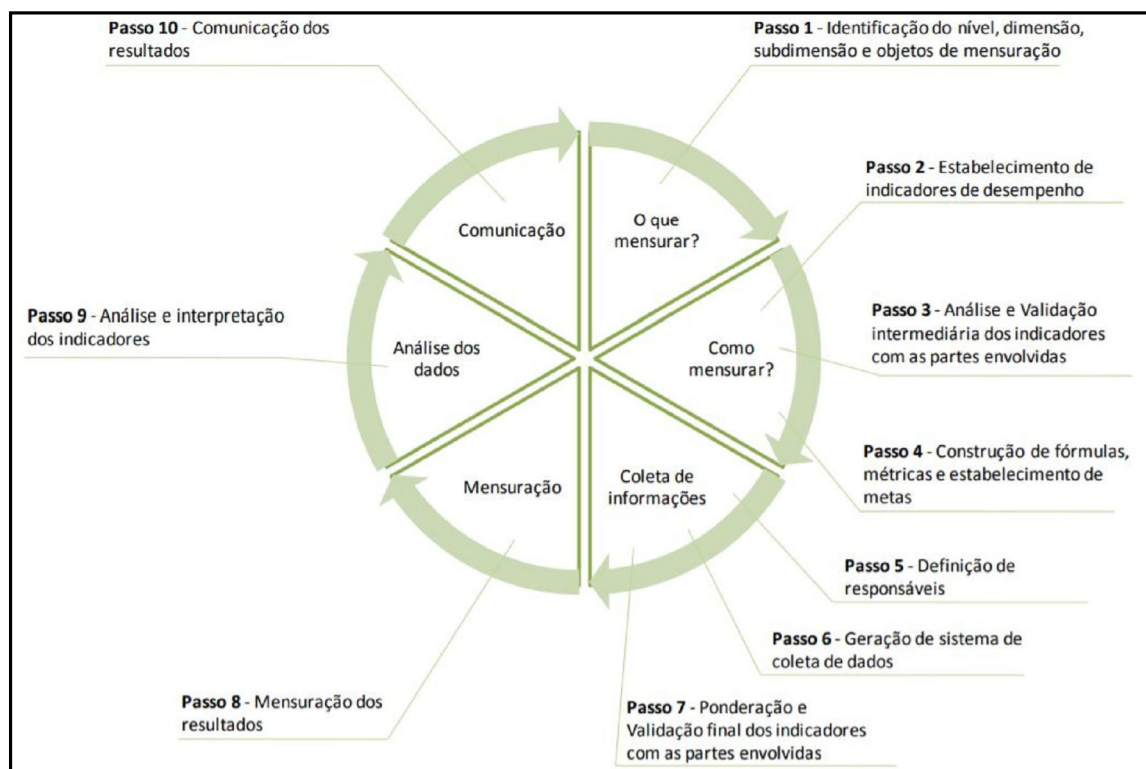 Passo 10 - Comunicação dos
resultados
Passo 1 - Identificação do nível, dimensão,
subdimensão e objetos de mensuração
Passo 2 - Estabelecimento de
indicadores de desempenho
Comunicação
O que
mensurar?
Passo 9 - Análise e interpretação
dos indicadores
Análise dos
dados
Como
mensurar?
Passo 3 - Análise e Validação
intermediária dos indicadores
com as partes envolvidas
Mensuração
Coleta de
informações
Passo 4 - Construção de fórmulas,
métricas e estabelecimento de
metas
Passo 5 - Definição de
responsáveis
Passo 6 - Geração de sistema de
coleta de dados
Passo 8 - Mensuração dos
resultados
Passo 7 - Ponderação e
Validação final dos indicadores
com as partes envolvidas